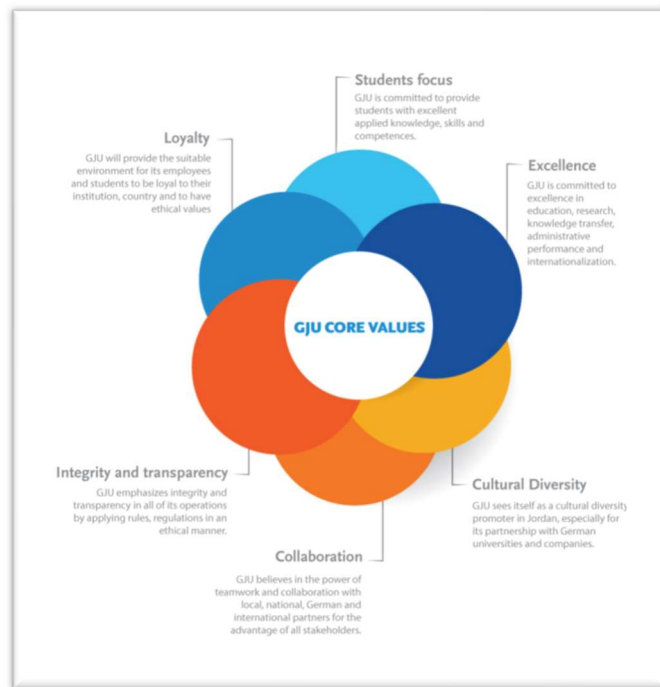 Students focus
GJU is committed to provide
students with excellent
applied knowledge, skills and
competences.
Loyalty
GJU will provide the suitable
environment for its employees
and students to be loyal to their
institution, country and to have
ethical values
Excellence
GJU is committed to
excellence in
education, research,
knowledge transfer,
administrative
performance and
internationalization.
GJU CORE VALUES
Integrity and transparency
GJU emphasizes integrity and
transparency in all of its operations
by applying rules, regulations in an
ethical manner.
Cultural Diversity
GJU sees itself as a cultural diversity
promoter in Jordan, especially for
its partnership with German
universities and companies.
Collaboration
GJU believes in the power of
teamwork and collaboration with
local, national, German and
international partners for the
advantage of all stakeholders.